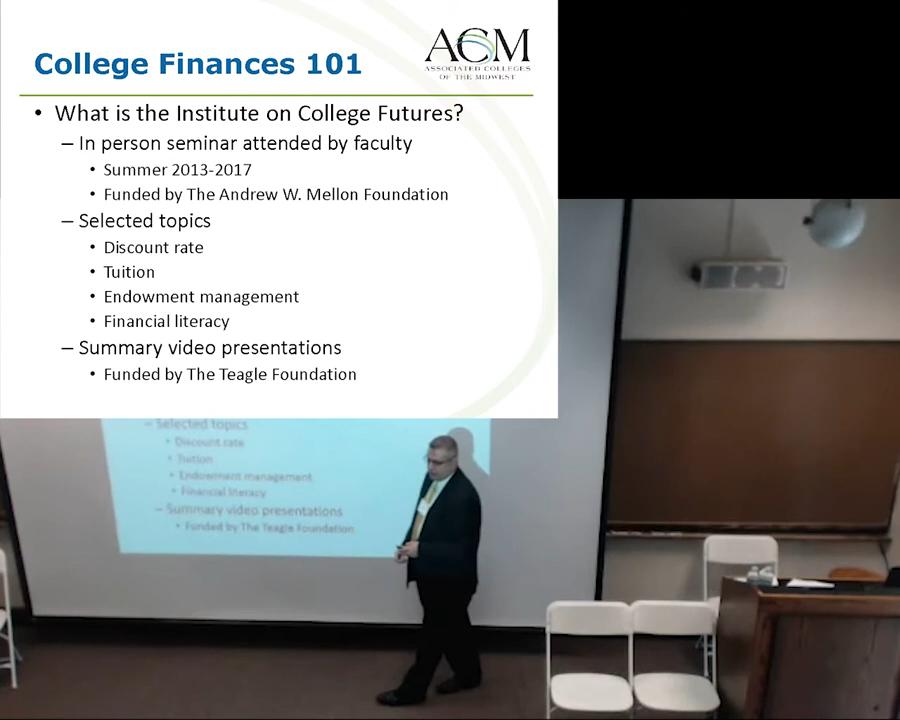 College Finances 101
ACM
ASSOCIATED COLLEGES
OF THE MIDWEST
• What is the Institute on College Futures?
– In person seminar attended by faculty
• Summer 2013-2017
• Funded by The Andrew W. Mellon Foundation
– Selected topics
• Discount rate
• Tuition
• Endowment management
• Financial literacy
– Summary video presentations
• Funded by The Teagle Foundation
– Selected topics
• Discount rate
• Tuition
• Endowment management
• Financial literacy
– Summary video presentations
• Funded by The Teagle Foundation